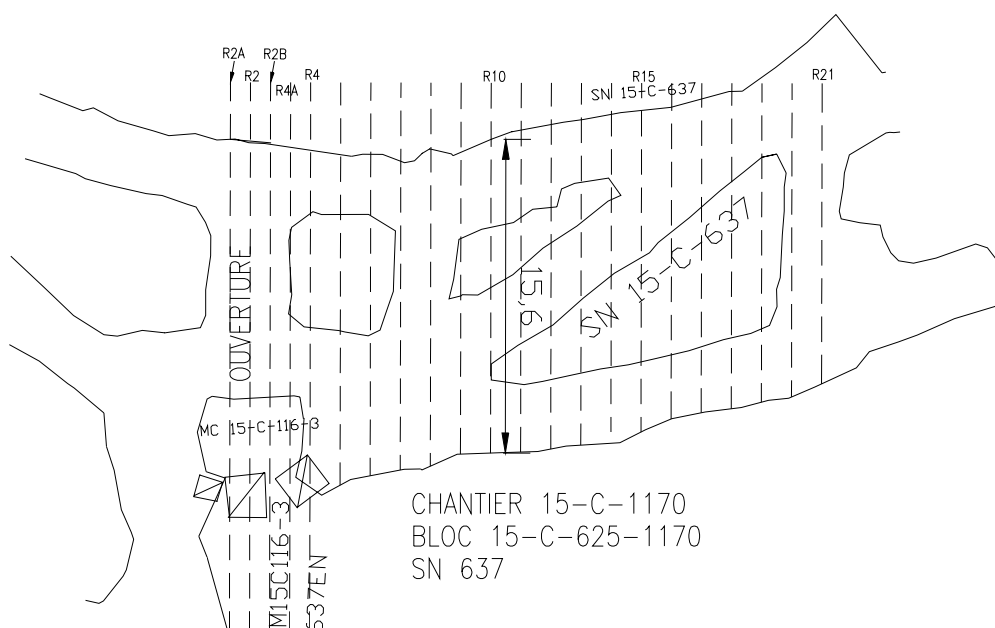 R2A
R2B
R2
R4
R4A
R10
R15
R21
SN 15-C-637
OUVERTURE
15,6
SN 15-C-637
MC 15-C-116-3
CHANTIER 15-C-1170
BLOC 15-C-625-1170
SN 637
M15C116-3
637EN